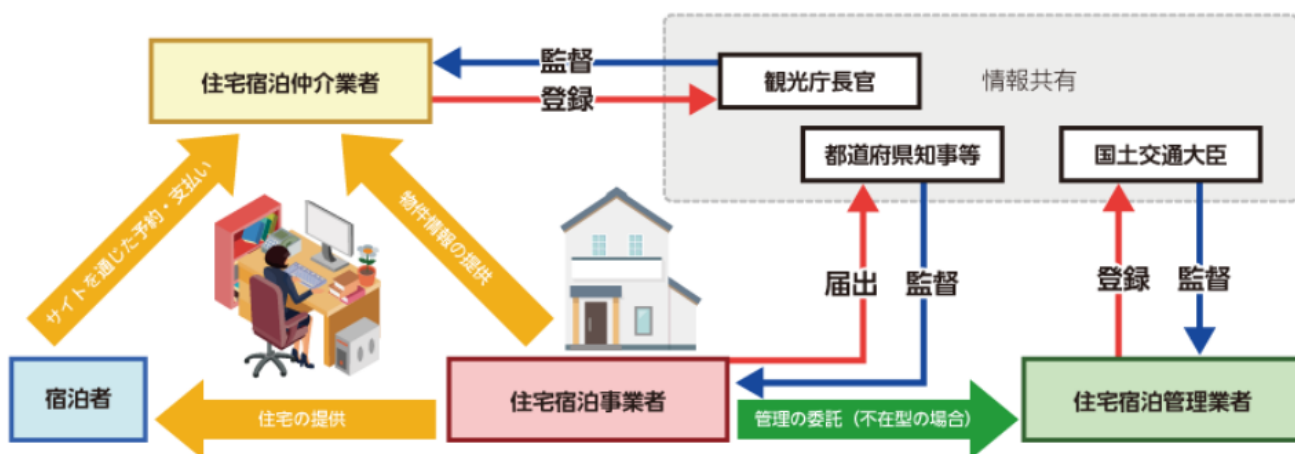 住宅宿泊仲介業者
監督
登録
観光庁長官
情報共有
都道府県知事等
国土交通大臣
サイトを通じた予約・支払い
物件情報の提供
届出
監督
登録
監督
宿泊者
住宅の提供
住宅宿泊事業者
管理の委託（不在型の場合）
住宅宿泊管理業者